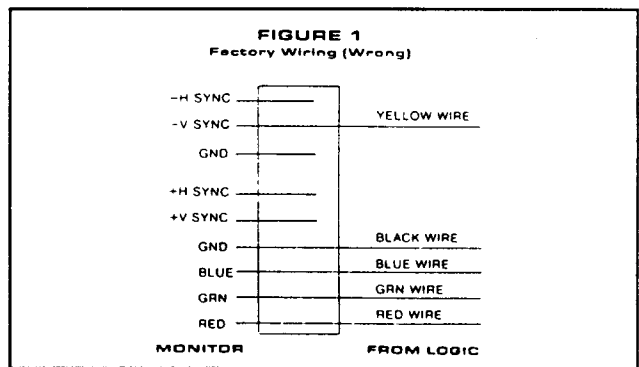 FIGURE 1
Factory Wiring (Wrong)
-H SYNC
-V SYNC YELLOW WIRE
GND
+H SYNC
+V SYNC
GND BLACK WIRE
BLUE BLUE WIRE
GRN GRN WIRE
RED RED WIRE
MONITOR FROM LOGIC